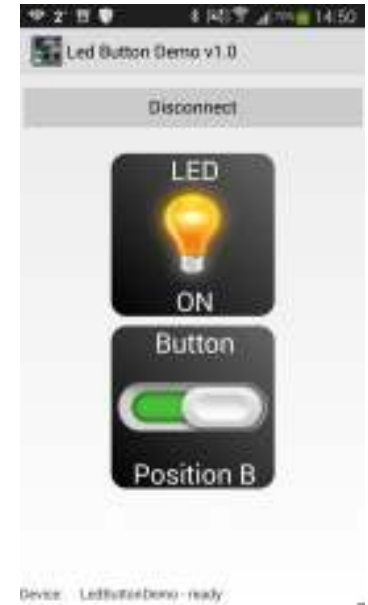 14:50
Led Button Demo v1.0
Disconnect
LED
ON
Button
Position B
Device: LedButtonDemo - ready